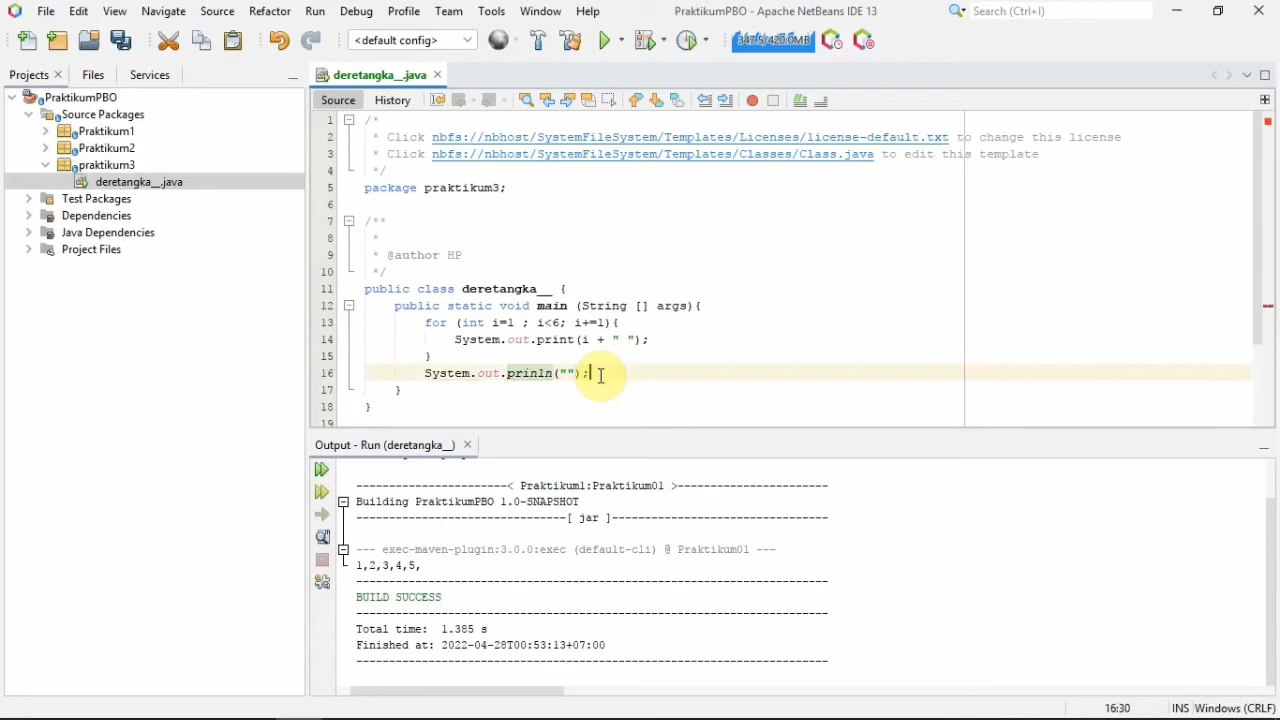 File Edit View Navigate Source Refactor Run Debug Profile Team Tools Window Help PraktikumPBO - Apache NetBeans IDE 13 Search (Ctrl+I)
<default config> 347.5/420.0MB
Projects Files Services deretangka__.java
Source History
PraktikumPBO
Source Packages
Praktikum1
Praktikum2
praktikum3
deretangka__.java
Test Packages
Dependencies
Java Dependencies
Project Files
1 /*
2 * Click nbfs://nbhost/SystemFileSystem/Templates/Licenses/license-default.txt to change this license
3 * Click nbfs://nbhost/SystemFileSystem/Templates/Classes/Class.java to edit this template
4 */
5 package praktikum3;
6
7 /**
8 *
9 * @author HP
10 */
11 public class deretangka__ {
12 public static void main (String [] args){
13 for (int i=1 ; i<6; i+=1){
14 System.out.print(i + " ");
15 }
16 System.out.prinln("");
17 }
18 }
19
Output - Run (deretangka__)
-----------------------< Praktikum1:Praktikum01 >-----------------------
Building PraktikumPBO 1.0-SNAPSHOT
--------------------------------[ jar ]---------------------------------
--- exec-maven-plugin:3.0.0:exec (default-cli) @ Praktikum01 ---
1,2,3,4,5,
------------------------------------------------------------------------
BUILD SUCCESS
------------------------------------------------------------------------
Total time: 1.385 s
Finished at: 2022-04-28T00:53:13+07:00
------------------------------------------------------------------------
16:30 INS Windows (CRLF)